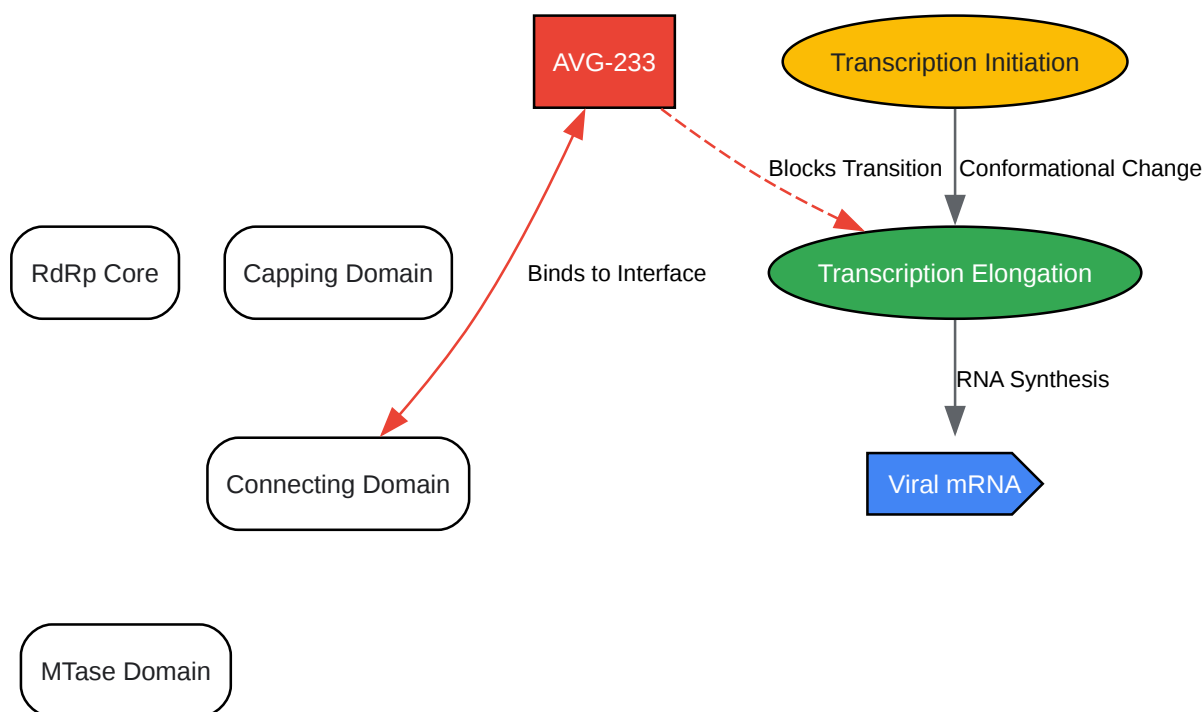 AVG-233
Transcription Initiation
Blocks Transition
Conformational Change
RdRp Core
Capping Domain
Binds to Interface
Transcription Elongation
RNA Synthesis
Connecting Domain
Viral mRNA
MTase Domain